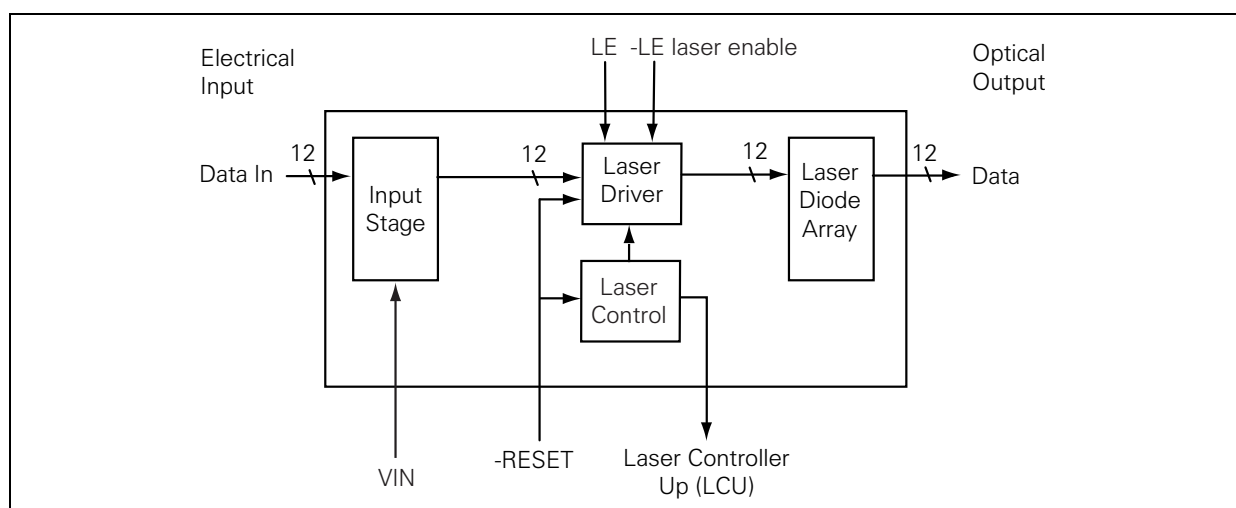 Electrical
Input
LE -LE laser enable
Optical
Output
Data In
12
Input
Stage
12
Laser
Driver
12
Laser
Diode
Array
12
Data
Laser
Control
VIN
-RESET
Laser Controller
Up (LCU)